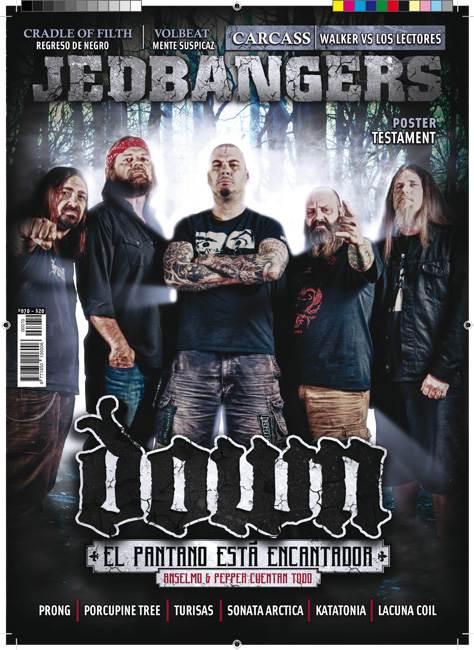 CRADLE OF FILTH
REGRESO DE NEGRO
VOLBEAT
MENTE SUSPICAZ
CARCASS WALKER VS LOS LECTORES
JEDBANGERS
POSTER
TESTAMENT
down
EL PANTANO ESTÁ ENCANTADOR
ANSELMO & PEPPER CUENTAN TODO
PRONG PORCUPINE TREE TURISAS SONATA ARCTICA KATATONIA LACUNA COIL